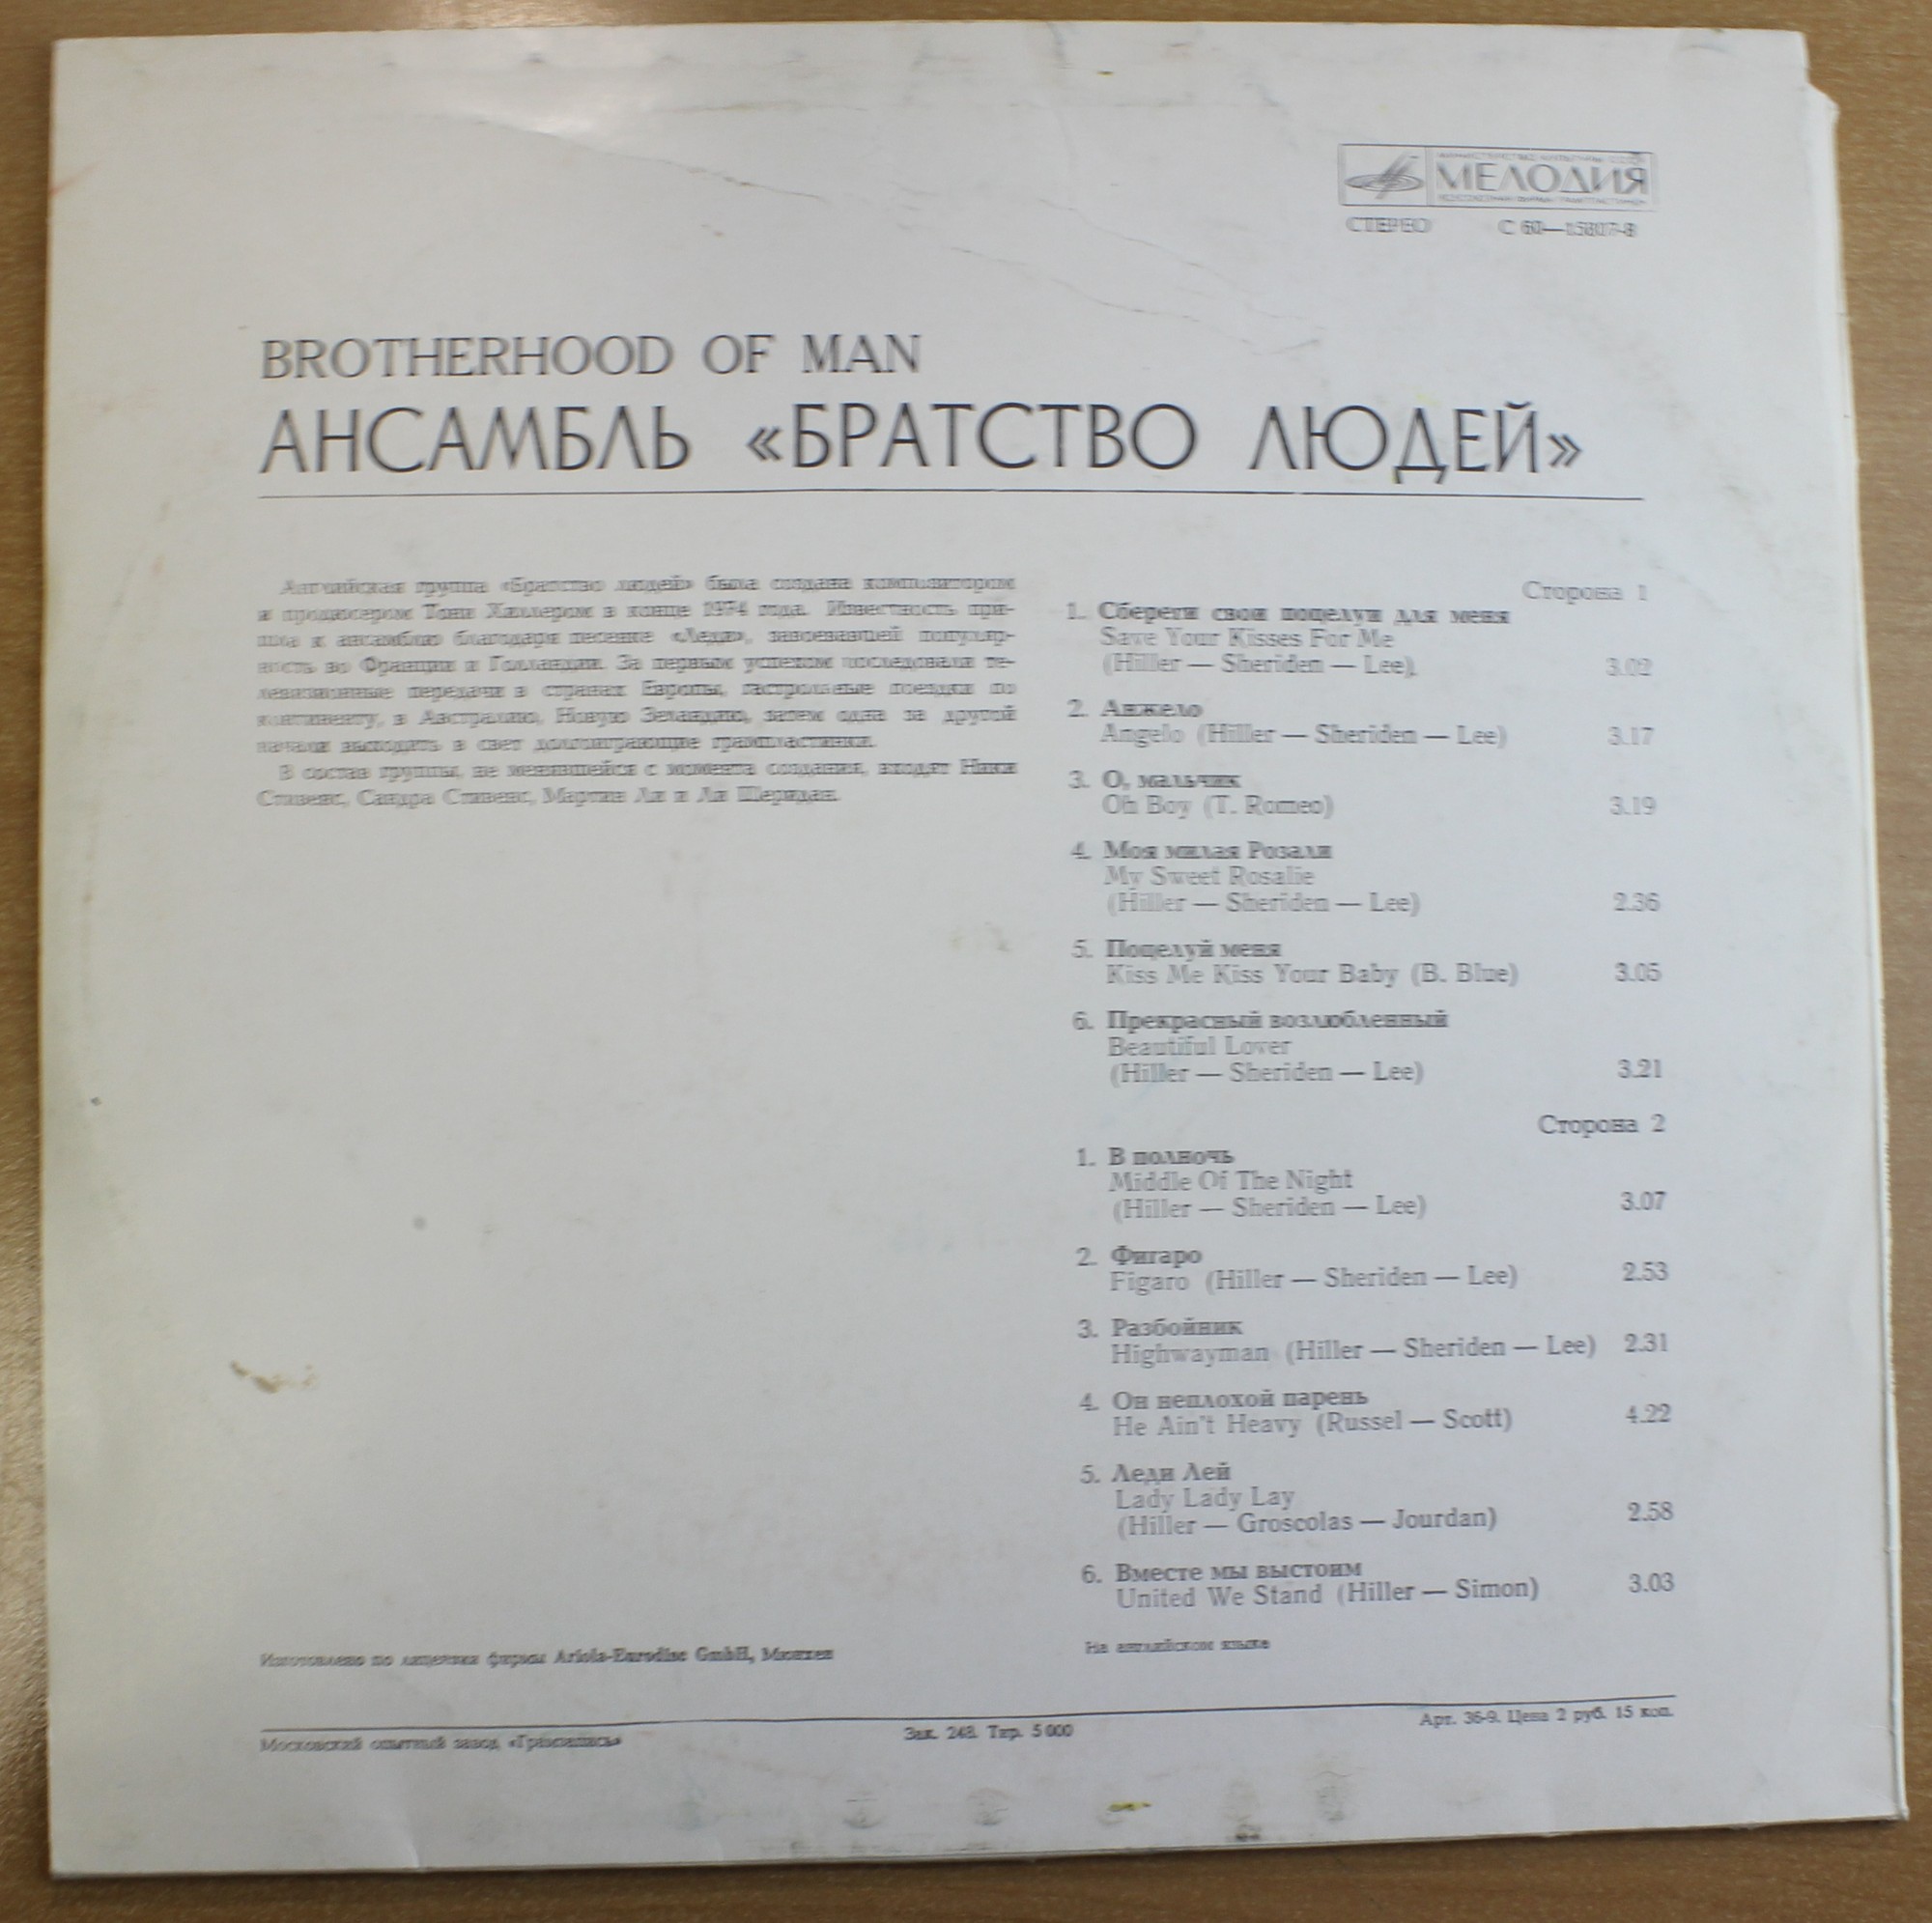 МИНИСТЕРСТВО КУЛЬТУРЫ СССР
МЕЛОДИЯ
ВСЕСОЮЗНАЯ ФИРМА ГРАМПЛАСТИНОК
СТЕРЕО С 60—15807-8
BROTHERHOOD OF MAN
АНСАМБЛЬ «БРАТСТВО ЛЮДЕЙ»
Английская группа «Братство людей» была создана композитором
и продюсером Тони Хиллером в конце 1974 года. Известность при-
шла к ансамблю благодаря песенке «Леди», завоевавшей популяр-
ность во Франции и Голландии. За первым успехом последовали те-
левизионные передачи в странах Европы, гастрольные поездки по
континенту, в Австралию, Новую Зеландию, затем одна за другой
начали выходить в свет долгоиграющие грампластинки.
В состав группы, не менявшейся с момента создания, входят Ники
Стивенс, Сандра Стивенс, Мартин Ли и Ли Шеридан.
Сторона 1
1. Сбереги свои поцелуи для меня
Save Your Kisses For Me
(Hiller — Sheriden — Lee). 3.02
2. Анжело
Angelo (Hiller — Sheriden — Lee) 3.17
3. О, мальчик
Oh Boy (T. Romeo) 3.19
4. Моя милая Розали
My Sweet Rosalie
(Hiller — Sheriden — Lee) 2.36
5. Поцелуй меня
Kiss Me Kiss Your Baby (B. Blue) 3.05
6. Прекрасный возлюбленный
Beautiful Lover
(Hiller — Sheriden — Lee) 3.21
Сторона 2
1. В полночь
Middle Of The Night
(Hiller — Sheriden — Lee) 3.07
2. Фигаро
Figaro (Hiller — Sheriden — Lee) 2.53
3. Разбойник
Highwayman (Hiller — Sheriden — Lee) 2.31
4. Он неплохой парень
He Ain't Heavy (Russel — Scott) 4.22
5. Леди Лей
Lady Lady Lay
(Hiller — Groscolas — Jourdan) 2.58
6. Вместе мы выстоим
United We Stand (Hiller — Simon) 3.03
На английском языке
Изготовлено по лицензии фирмы Ariola-Eurodisc GmbH, Мюнхен
Московский опытный завод «Грамзапись» Зак. 248. Тир. 5 000 Арт. 36-9. Цена 2 руб. 15 коп.